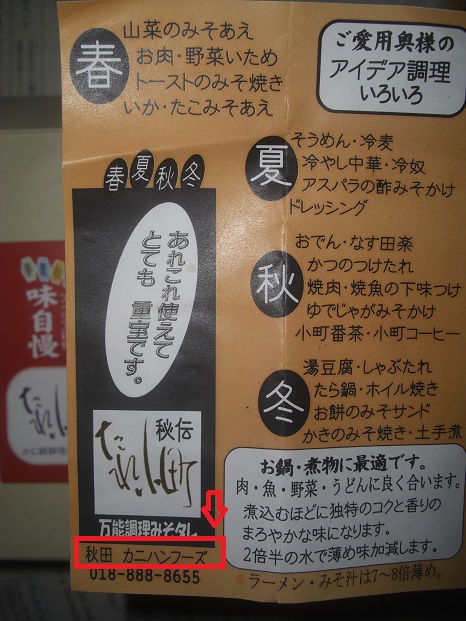 春
山菜のみそあえ
お肉・野菜いため
トーストのみそ焼き
いか・たこみそあえ
ご愛用奥様の
アイデア調理
いろいろ
夏
そうめん・冷麦
冷やし中華・冷奴
アスパラの酢みそかけ
ドレッシング
秋
おでん・なす田楽
かつのつけたれ
焼肉・焼魚の下味つけ
ゆでじゃがみそかけ
小町番茶・小町コーヒー
冬
湯豆腐・しゃぶたれ
たら鍋・ホイル焼き
お餅のみそサンド
かきのみそ焼き・土手煮
春夏秋冬
あれこれ使えて
とても 重宝です。
秘伝
たれ小町
万能調理みそタレ
秋田 カニハンフーズ
018-888-8655
お鍋・煮物に最適です。
肉・魚・野菜・うどんに良く合います。
煮込むほどに独特のコクと香りの
まろやかな味になります。
2倍半の水で薄め味加減します。
ラーメン・みそ汁は7〜8倍薄め。
味自慢